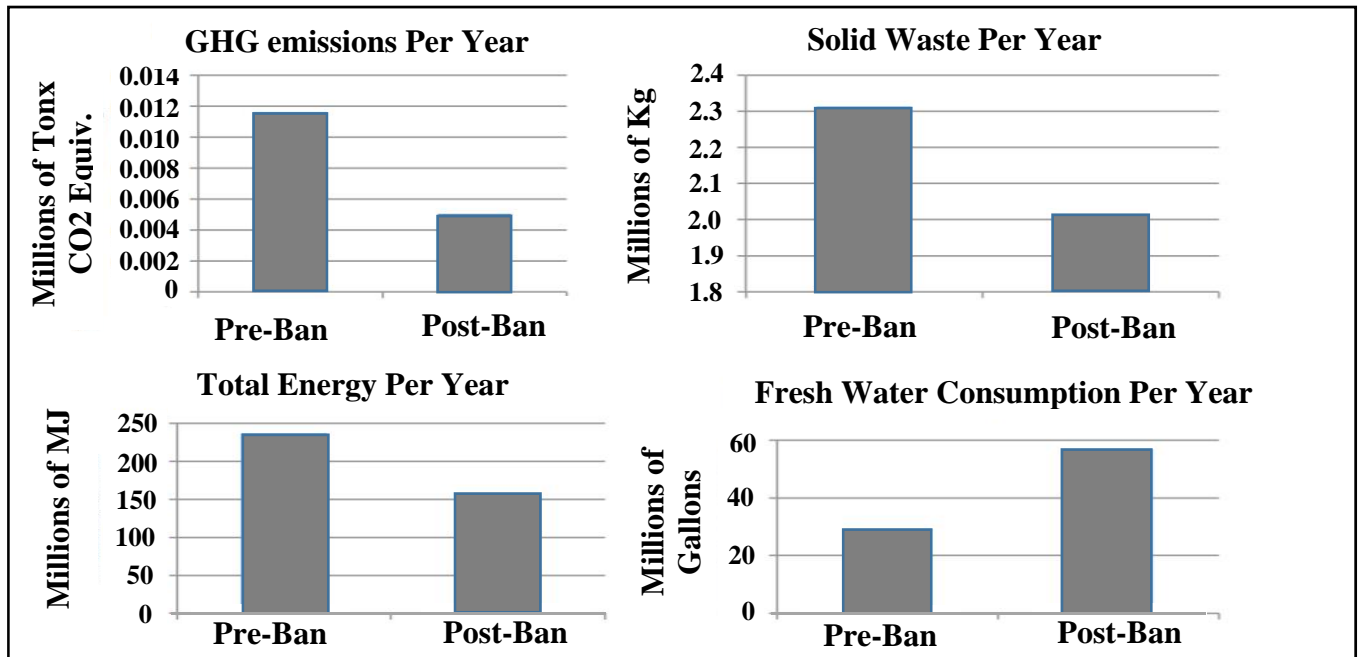 GHG emissions Per Year
Millions of Tonx
CO2 Equiv.
0.014
0.012
0.010
0.008
0.006
0.004
0.002
0
Pre-Ban
Post-Ban
Solid Waste Per Year
Millions of Kg
2.4
2.3
2.2
2.1
2.0
1.9
1.8
Pre-Ban
Post-Ban
Total Energy Per Year
Millions of MJ
250
200
150
100
50
0
Pre-Ban
Post-Ban
Fresh Water Consumption Per Year
Millions of
Gallons
60
40
20
0
Pre-Ban
Post-Ban